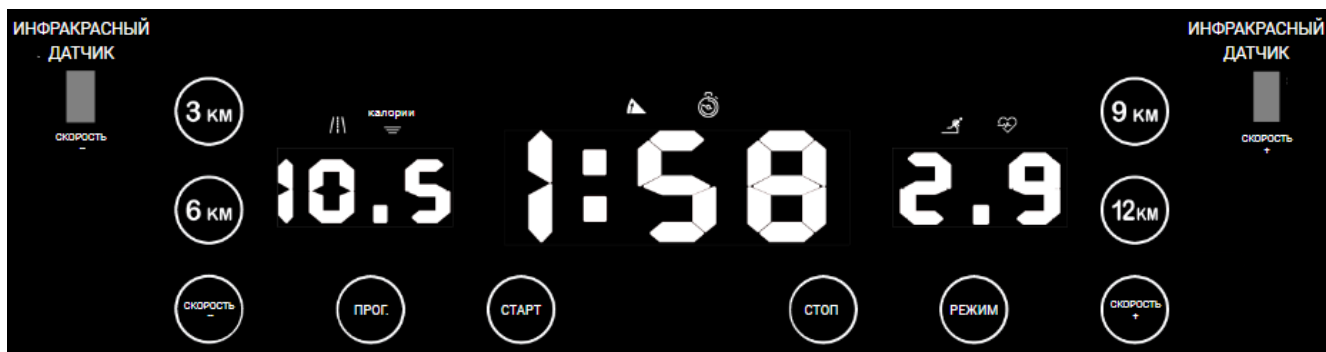 ИНФРАКРАСНЫЙ
ДАТЧИК
СКОРОСТЬ
–
3 КМ
6 КМ
СКОРОСТЬ
–
калории
10.5
ПРОГ.
1:58
СТАРТ
СТОП
2.9
РЕЖИМ
9 КМ
12КМ
СКОРОСТЬ
+
ИНФРАКРАСНЫЙ
ДАТЧИК
СКОРОСТЬ
+